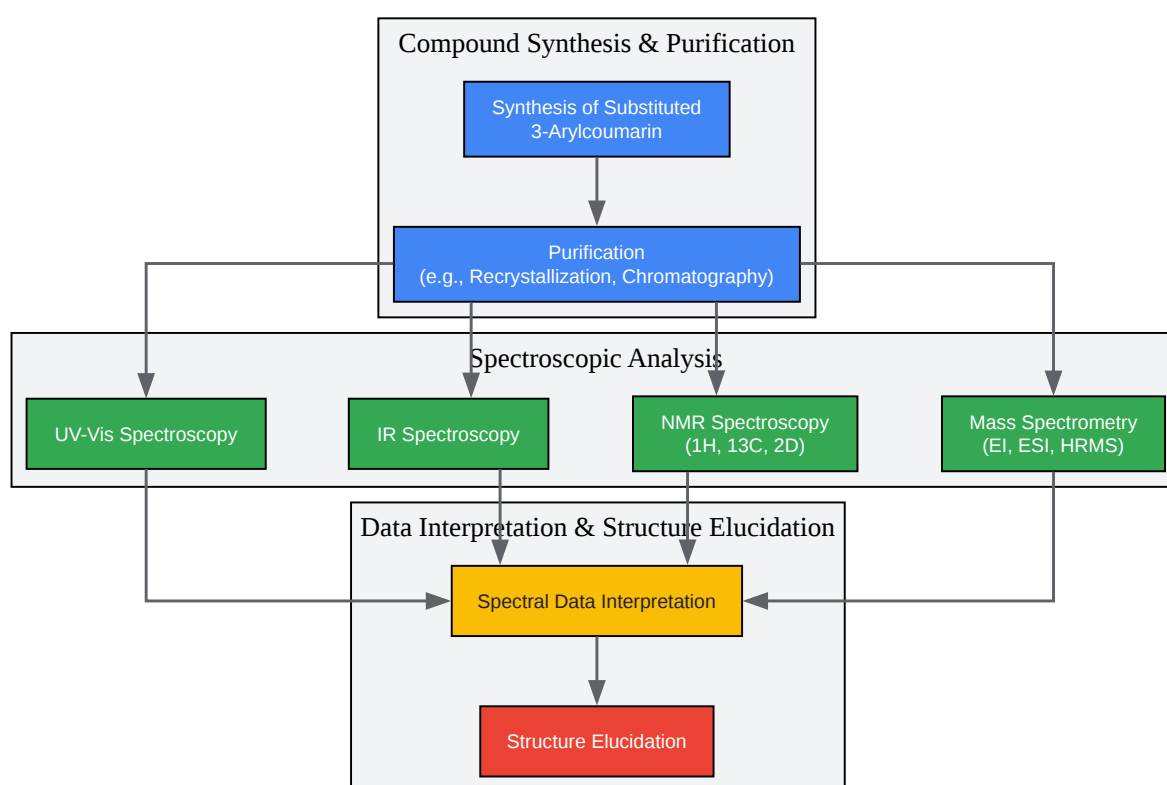 Compound Synthesis & Purification
Synthesis of Substituted
3-Arylcoumarin
Purification
(e.g., Recrystallization, Chromatography)
Spectroscopic Analysis
UV-Vis Spectroscopy
IR Spectroscopy
NMR Spectroscopy
(1H, 13C, 2D)
Mass Spectrometry
(EI, ESI, HRMS)
Data Interpretation & Structure Elucidation
Spectral Data Interpretation
Structure Elucidation